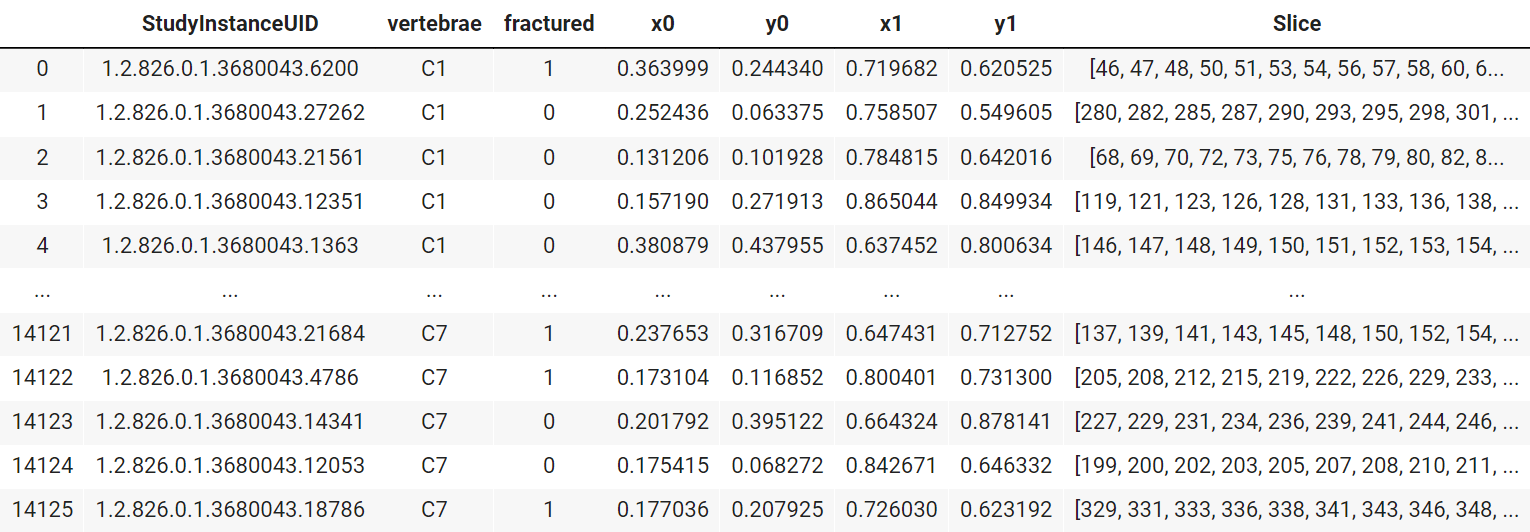 StudyInstanceUID vertebrae fractured x0 y0 x1 y1 Slice
0 1.2.826.0.1.3680043.6200 C1 1 0.363999 0.244340 0.719682 0.620525 [46, 47, 48, 50, 51, 53, 54, 56, 57, 58, 60, 6...
1 1.2.826.0.1.3680043.27262 C1 0 0.252436 0.063375 0.758507 0.549605 [280, 282, 285, 287, 290, 293, 295, 298, 301, ...
2 1.2.826.0.1.3680043.21561 C1 0 0.131206 0.101928 0.784815 0.642016 [68, 69, 70, 72, 73, 75, 76, 78, 79, 80, 82, 8...
3 1.2.826.0.1.3680043.12351 C1 0 0.157190 0.271913 0.865044 0.849934 [119, 121, 123, 126, 128, 131, 133, 136, 138, ...
4 1.2.826.0.1.3680043.1363 C1 0 0.380879 0.437955 0.637452 0.800634 [146, 147, 148, 149, 150, 151, 152, 153, 154, ...
... ... ... ... ... ... ... ... ...
14121 1.2.826.0.1.3680043.21684 C7 1 0.237653 0.316709 0.647431 0.712752 [137, 139, 141, 143, 145, 148, 150, 152, 154, ...
14122 1.2.826.0.1.3680043.4786 C7 1 0.173104 0.116852 0.800401 0.731300 [205, 208, 212, 215, 219, 222, 226, 229, 233, ...
14123 1.2.826.0.1.3680043.14341 C7 0 0.201792 0.395122 0.664324 0.878141 [227, 229, 231, 234, 236, 239, 241, 244, 246, ...
14124 1.2.826.0.1.3680043.12053 C7 0 0.175415 0.068272 0.842671 0.646332 [199, 200, 202, 203, 205, 207, 208, 210, 211, ...
14125 1.2.826.0.1.3680043.18786 C7 1 0.177036 0.207925 0.726030 0.623192 [329, 331, 333, 336, 338, 341, 343, 346, 348, ...